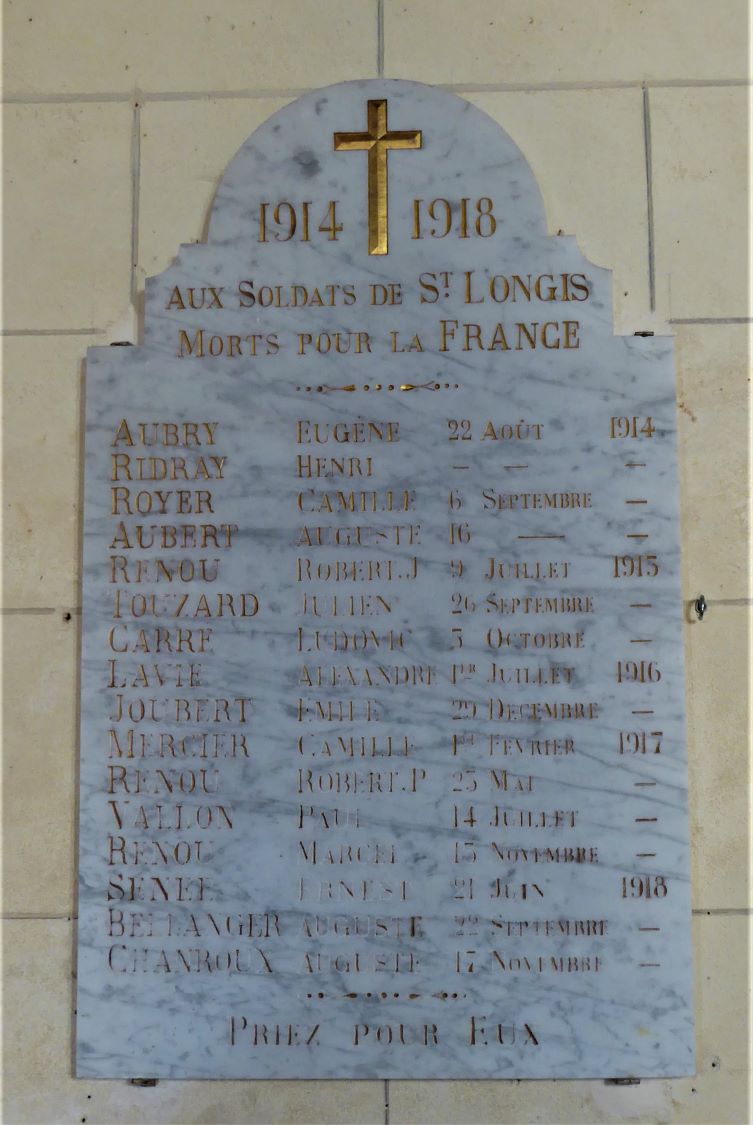 1914 1918
AUX SOLDATS DE ST. LONGIS
MORTS POUR LA FRANCE
AUBRY EUGÈNE 22 AOÛT 1914
RIDRAY HENRI — — —
ROYER CAMILLE 6 SEPTEMBRE —
AUBERT AUGUSTE 16 — —
RENOU ROBERT.J 9 JUILLET 1915
TOUZARD JULIEN 26 SEPTEMBRE —
CARRE LUDOVIC 5 OCTOBRE —
LAVIE ALEXANDRE 1ER JUILLET 1916
JOUBERT EMILE 29 DECEMBRE —
MERCIER CAMILLE 1ER FEVRIER 1917
RENOU ROBERT.P 23 MAI —
VALLON PAUL 14 JUILLET —
RENOU MARCEL 13 NOVEMBRE —
SENEE ERNEST 21 JUIN 1918
BELLANGER AUGUSTE 22 SEPTEMBRE —
CHANROUX AUGUSTE 17 NOVEMBRE —
PRIEZ POUR EUX